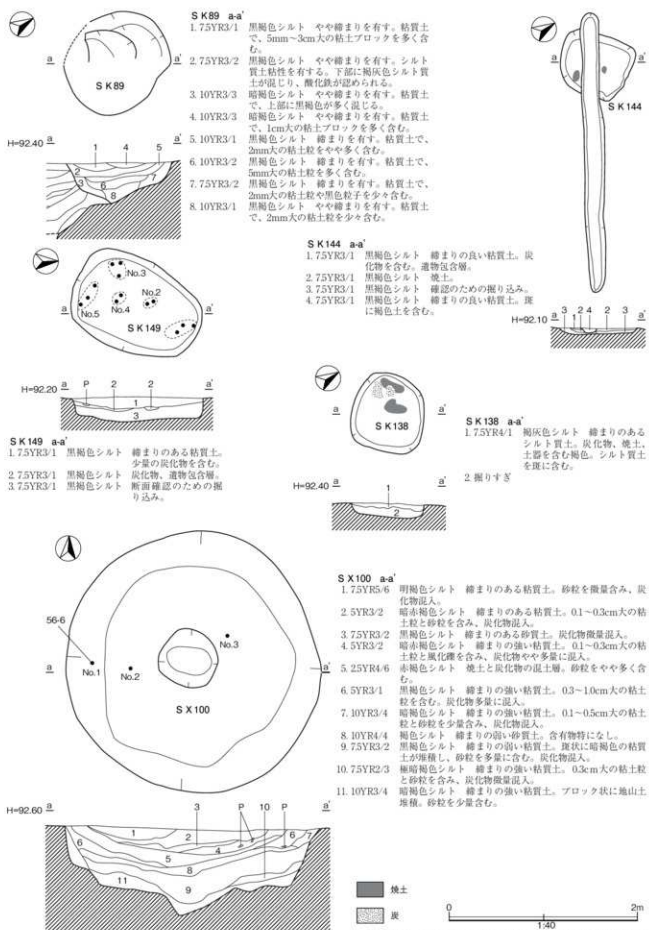 SK89 a-a'
1. 7.5YR3/1 黒褐色シルト やや締まりを有す。粘質土
で、5mm～3cm大の粘土ブロックを多く含
む。
2. 7.5YR3/2 黒褐色シルト やや締まりを有す。シルト
質土粘性を有する。下部に褐灰色シルト質
土が混じり、酸化鉄が認められる。
3. 10YR3/3 暗褐色シルト やや締まりを有す。粘質土
で、上部に黒褐色が多く混じる。
4. 10YR3/3 暗褐色シルト やや締まりを有す。粘質土
で、1cm大の粘土ブロックを多く含む。
5. 10YR3/1 黒褐色シルト 締まりを有す。粘質土で、
2mm大の粘土粒をやや多く含む。
6. 10YR3/2 黒褐色シルト 締まりを有す。粘質土で、
5mm大の粘土粒を多く含む。
7. 7.5YR3/2 黒褐色シルト 締まりを有す。粘質土で、
2mm大の粘土粒や黒色粒子を少々含む。
8. 10YR3/1 黒褐色シルト やや締まりを有す。粘質土
で、2mm大の粘土粒を少々含む。
a a'
SK89
H=92.40 a a'
1 4 5
2 3 6 7 8
SK144
SK144 a-a'
1. 7.5YR3/1 黒褐色シルト 締まりの良い粘質土。炭
化物を含む。遺物包含層。
2. 7.5YR3/1 黒褐色シルト 焼土。
3. 7.5YR3/1 黒褐色シルト 確認のための掘り込み。
4. 7.5YR3/1 黒褐色シルト 締まりの良い粘質土。斑
に褐色土を含む。
H=92.10 a 3 1 2 4 2 3 a'
No.3
No.2
No.4
No.5
a a'
SK149
H=92.20 a P 2 2 a'
1
3
SK149 a-a'
1. 7.5YR3/1 黒褐色シルト 締まりのある粘質土。
少量の炭化物を含む。
2. 7.5YR3/1 黒褐色シルト 炭化物、遺物包含層。
3. 7.5YR3/1 黒褐色シルト 断面確認のための掘
り込み。
a a'
SK138
H=92.40 a 1 a'
2
SK138 a-a'
1. 7.5YR4/1 褐灰色シルト 締まりのある
シルト質土。炭化物、焼土、
土器を含む褐色。シルト質土
を斑に含む。
2. 掘りすぎ
56-6
a a'
No.1
No.2
No.3
SX100
SX100 a-a'
1. 7.5YR5/6 明褐色シルト 締まりのある粘質土。砂粒を微量含み、炭
化物混入。
2. 5YR3/2 暗赤褐色シルト 締まりのある粘質土。0.1～0.3cm大の粘
土粒と砂粒を含み、炭化物混入。
3. 7.5YR3/2 黒褐色シルト 締まりのある砂質土。炭化物微量混入。
4. 5YR3/2 暗赤褐色シルト 締まりの強い粘質土。0.1～0.3cm大の粘
土粒と風化礫を含み、炭化物やや多量に混入。
5. 2.5YR4/6 赤褐色シルト 焼土と炭化物の混土層。砂粒をやや多く含
む。
6. 5YR3/1 黒褐色シルト 締まりの強い粘質土。0.3～1.0cm大の粘土
粒を含む。炭化物多量に混入。
7. 10YR3/4 暗褐色シルト 締まりの強い粘質土。0.1～0.5cm大の粘土
粒と砂粒を少量含み、炭化物混入。
8. 10YR4/4 褐色シルト 締まりの弱い砂質土。含有物特になし。
9. 7.5YR3/2 黒褐色シルト 締まりの弱い粘質土。斑状に暗褐色の粘質
土が堆積し、砂粒を多量に含む。炭化物混入。
10. 7.5YR2/3 極暗褐色シルト 締まりの強い粘質土。0.3cm大の粘土粒
と砂粒を含み、炭化物微量混入。
11. 10YR3/4 暗褐色シルト 締まりの強い粘質土。ブロック状に地山土
堆積。砂粒を少量含む。
H=92.60 a 3 P 10 P a'
1 2 6 7
6 4
5
8
11 9
焼土
炭
0 2m
1:40